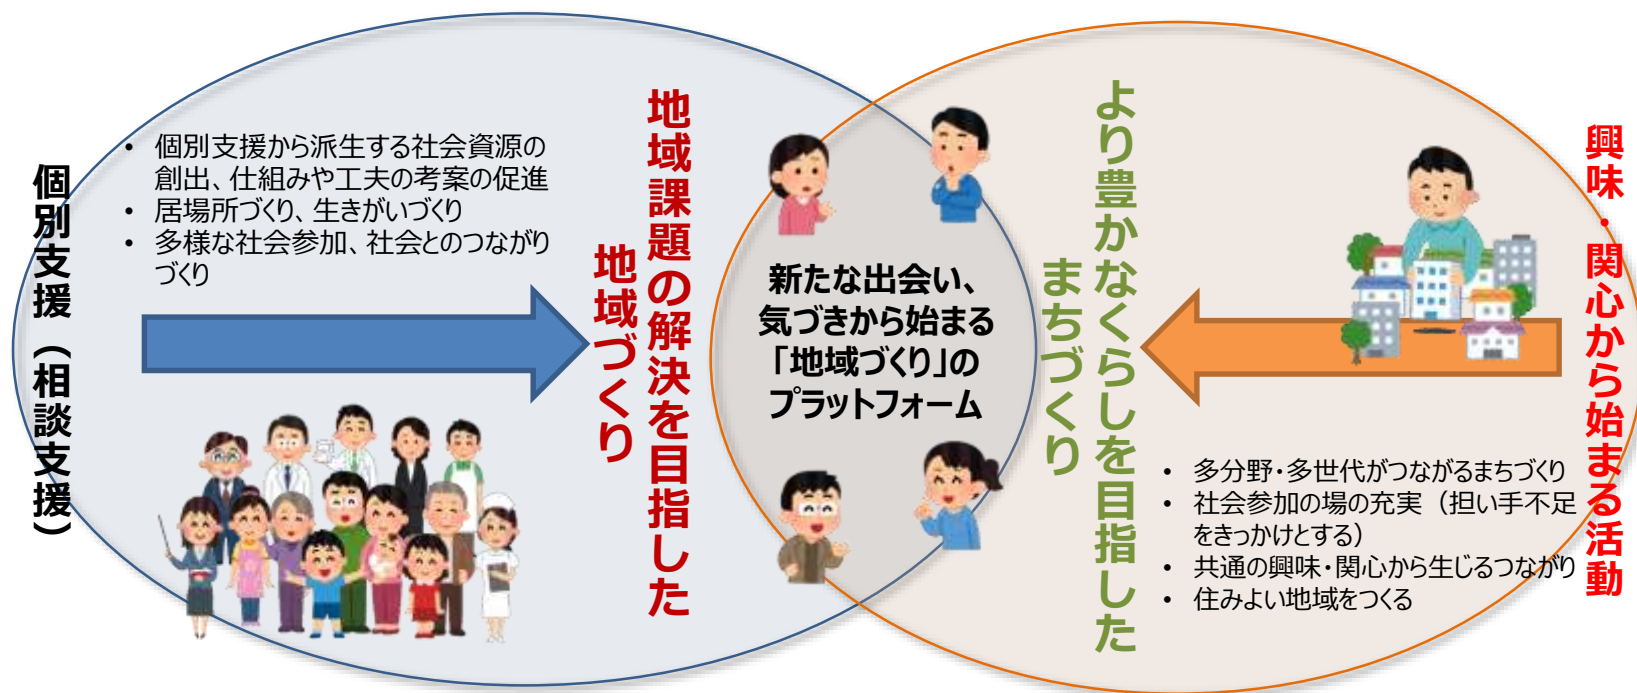 個別支援（相談支援）
• 個別支援から派生する社会資源の
創出、仕組みや工夫の考案の促進
• 居場所づくり、生きがいづくり
• 多様な社会参加、社会とのつながり
づくり
地域課題の解決を目指した
地域づくり
新たな出会い、
気づきから始まる
「地域づくり」の
プラットフォーム
より豊かなくらしを目指した
まちづくり
• 多分野・多世代がつながるまちづくり
• 社会参加の場の充実（担い手不足
をきっかけとする）
• 共通の興味・関心から生じるつながり
• 住みよい地域をつくる
興味・関心から始まる活動